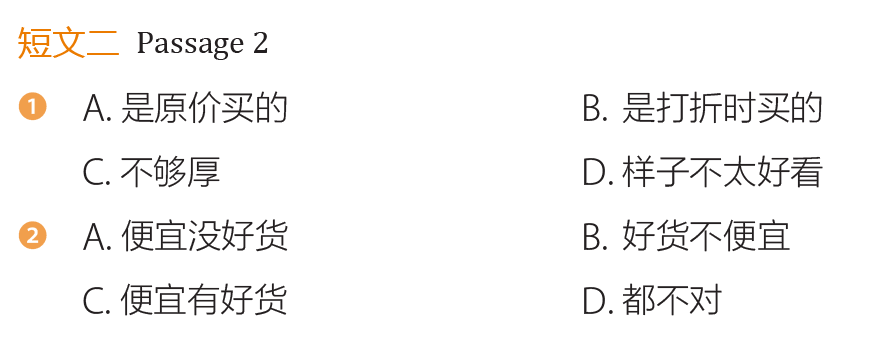 短文二 Passage 2
1 A. 是原价买的 B. 是打折时买的
C. 不够厚 D. 样子不太好看
2 A. 便宜没好货 B. 好货不便宜
C. 便宜有好货 D. 都不对